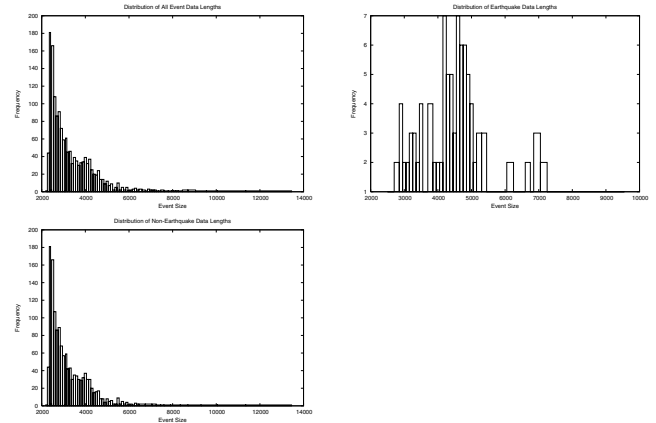 Distribution of All Event Data Lengths
200
180
160
140
120
100
80
60
40
20
0
Frequency
2000 4000 6000 8000 10000 12000 14000
Event Size
Distribution of Earthquake Data Lengths
7
6
5
4
3
2
1
Frequency
2000 3000 4000 5000 6000 7000 8000 9000 10000
Event Size
Distribution of Non-Earthquake Data Lengths
200
180
160
140
120
100
80
60
40
20
0
Frequency
2000 4000 6000 8000 10000 12000 14000
Event Size